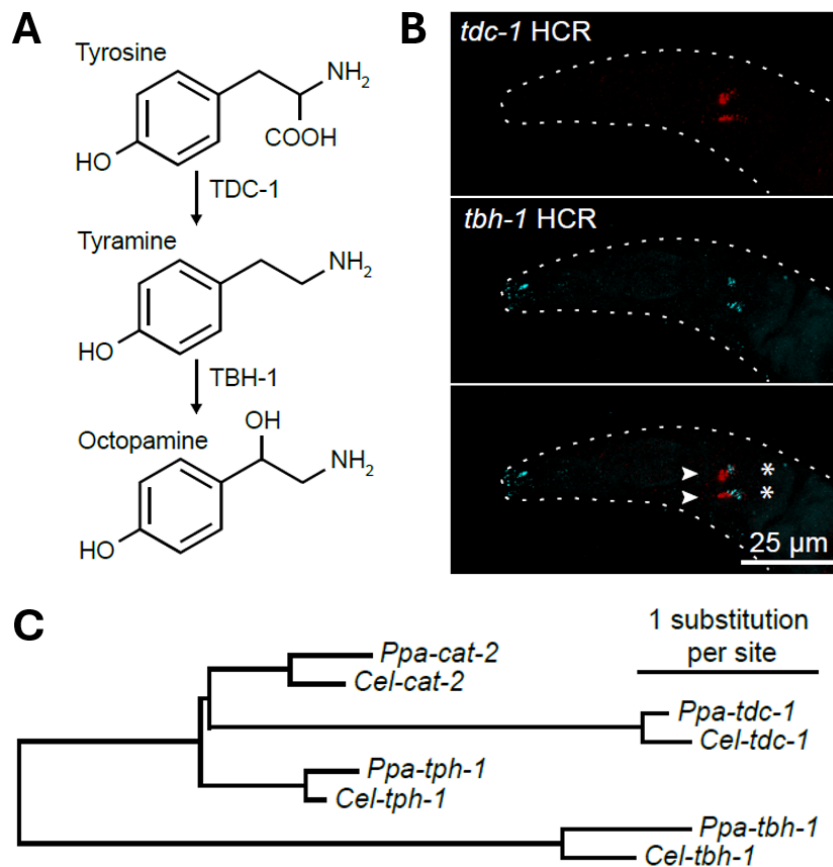 A
Tyrosine
NH2
COOH
HO
TDC-1
Tyramine
NH2
HO
TBH-1
Octopamine
OH
NH2
HO
B
tdc-1 HCR
tbh-1 HCR
*
*
25 µm
C
1 substitution
per site
Ppa-cat-2
Cel-cat-2
Ppa-tdc-1
Cel-tdc-1
Ppa-tph-1
Cel-tph-1
Ppa-tbh-1
Cel-tbh-1